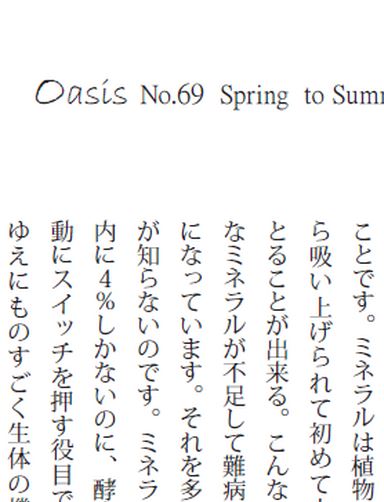 Oasis No.69 Spring to Sum
ことです。ミネラルは植物
ら吸い上げられて初めて
とることが出来る。こんな
なミネラルが不足して難病
になっています。それを多
が知らないのです。ミネラ
内に4%しかないのに、酵
動にスイッチを押す役目で
ゆえにものすごく生体の機